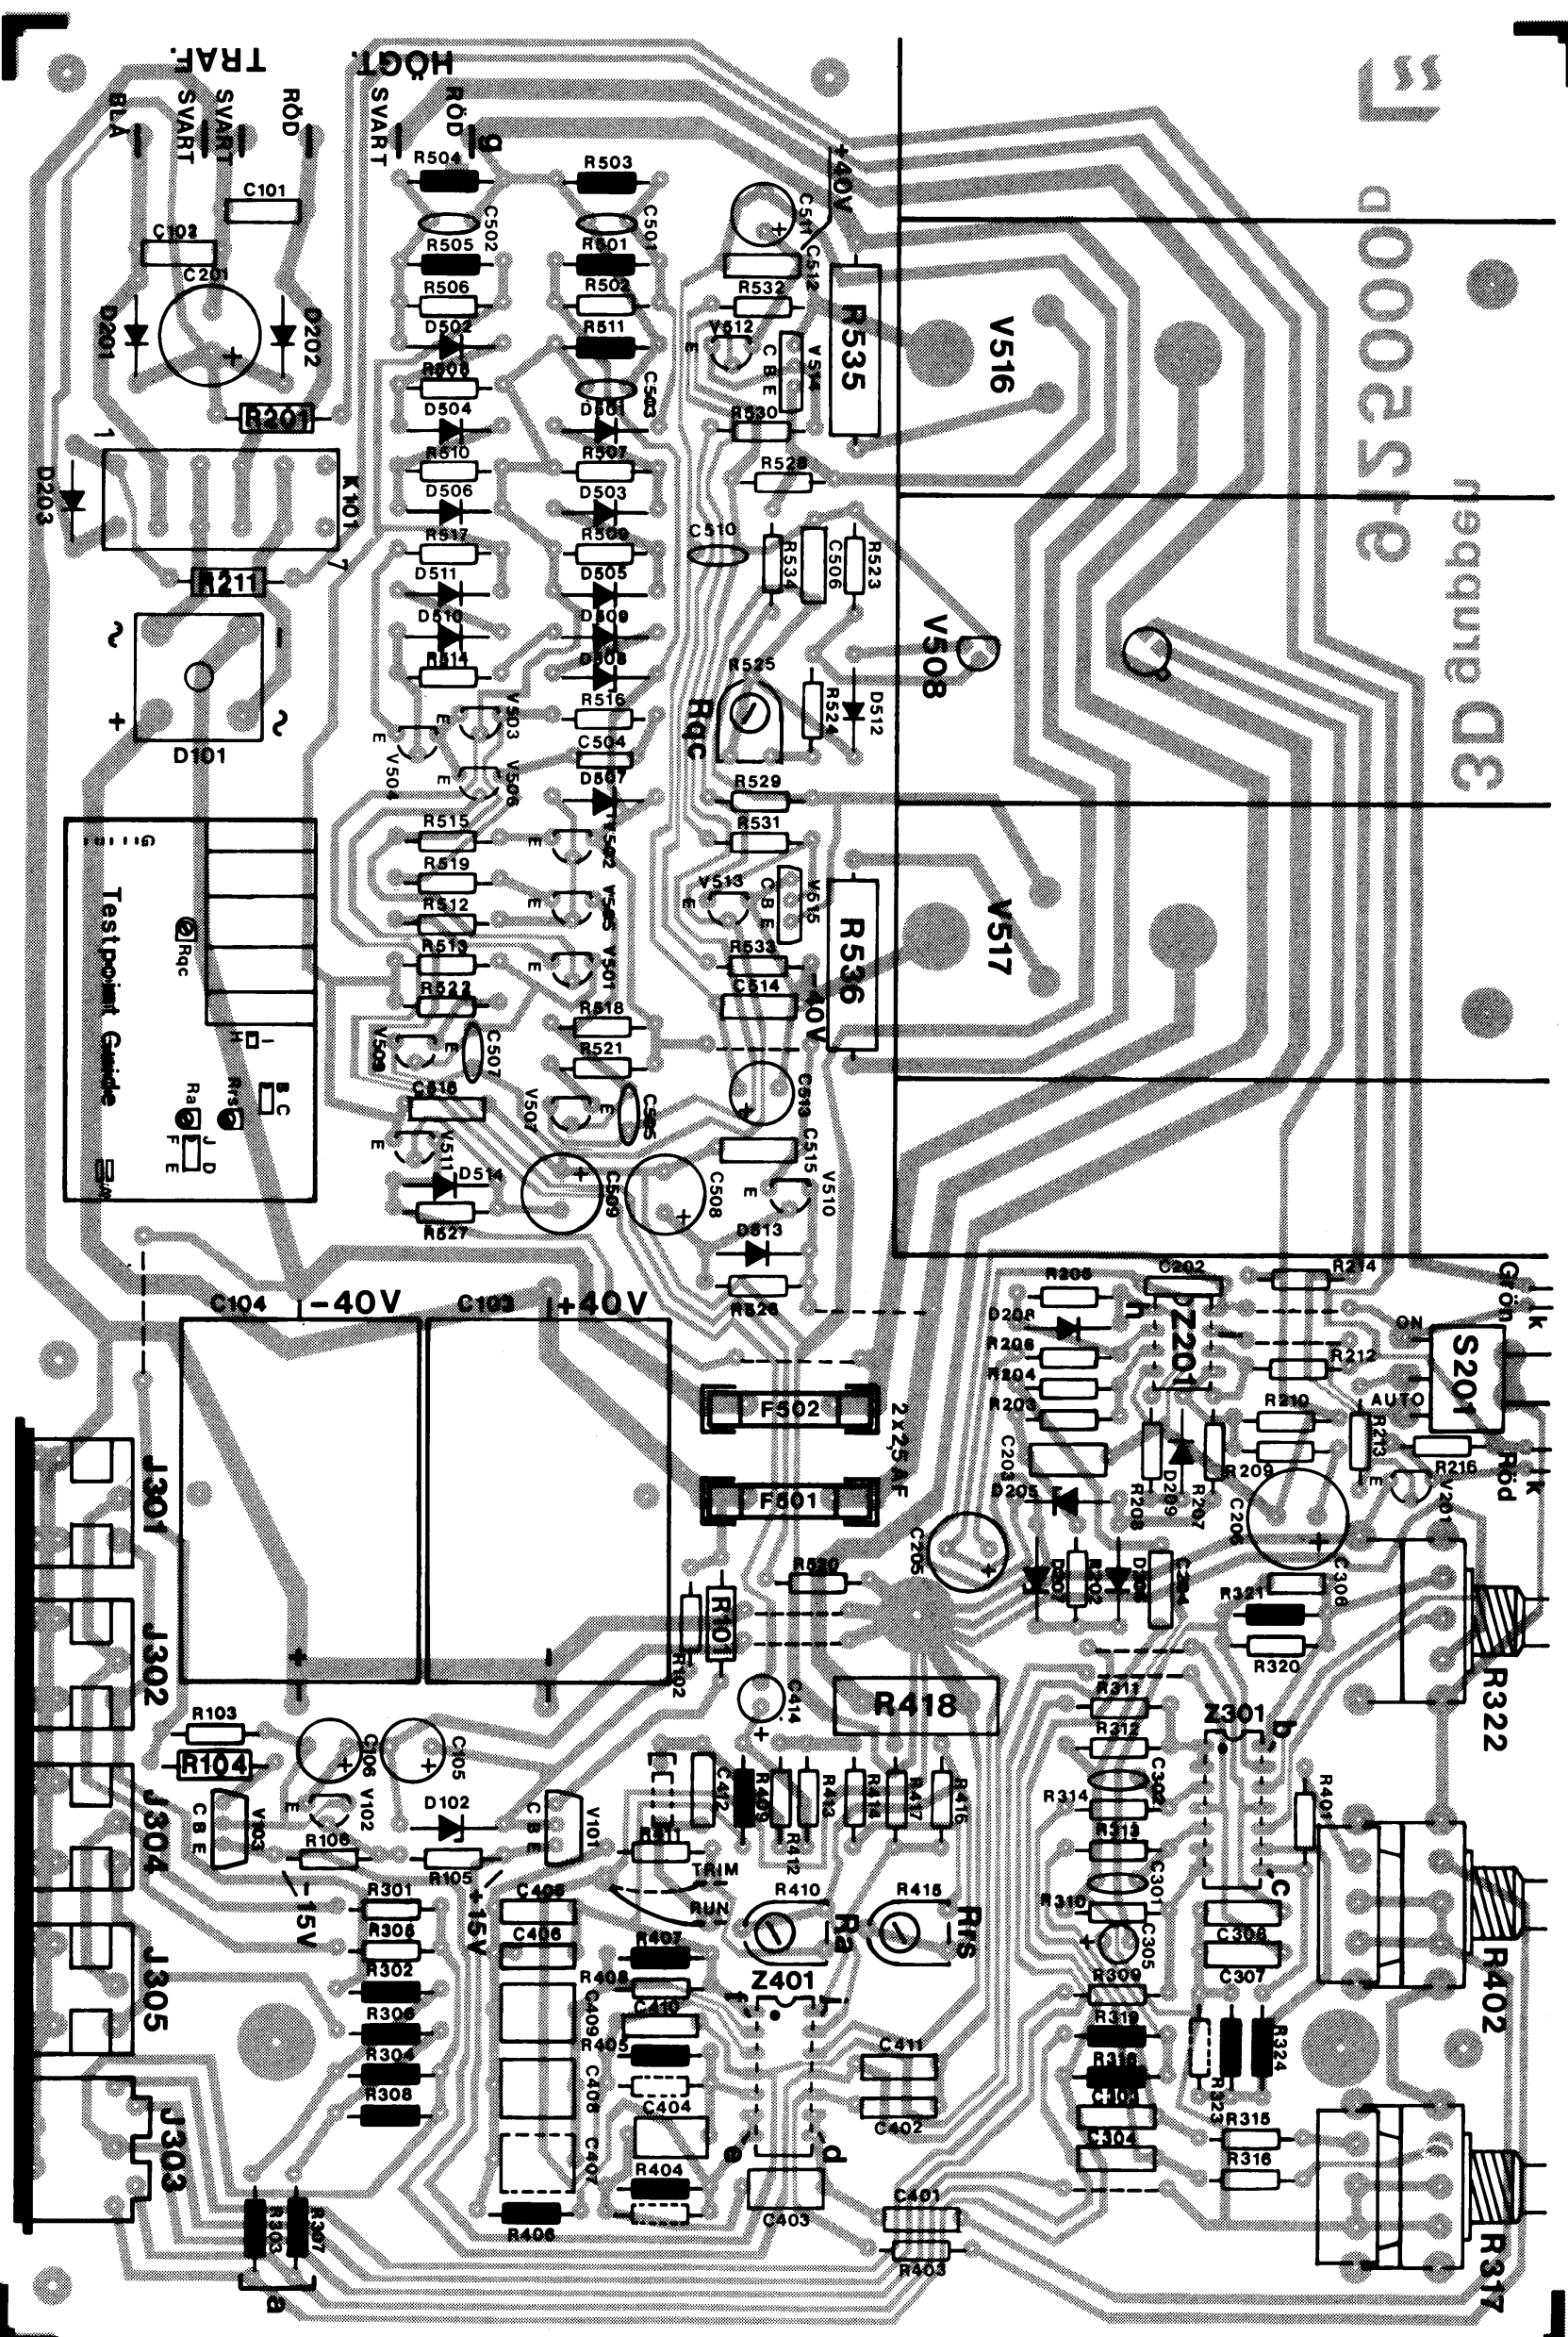 TRAF.
HÖGT.
BLÅ
SVART
SVART
RÖD
SVART
RÖD
g
R504
R503
+40V
C101
C502
C501
C511
C102
R505
R501
C512
C201
R506
R502
R532
R535
V516
9125000D
D201
D202
D502
R511
V512
E
C B E
V514
R508
C503
R201
D504
D501
R530
1
R510
R507
R528
D203
K101
D506
D503
7
R517
R509
C510
R534
C506
R523
R211
D511
D505
D510
D509
V508
3D gurnbeu
R514
D508
R525
~
−
+
~
D101
R516
V503
E
Rqc
R524
D512
V504
E
C504
V506
E
D507
R529
R515
V502
E
R531
R519
V513
E
C B E
V515
R512
V505
E
R536
V517
R513
V501
E
R533
R522
C514
-40V
R518
V509
E
C507
R521
C513
C516
V507
E
C505
V511
E
C515
D514
C509
C508
V510
E
R527
D513
R526
Testpoint Guide
Rqc
H
I
Ra
Rrs
B C
F E
J D
C104
-40V
C103
+40V
R205
C202
R214
Grön
k
D208
h
Z201
ON
S201
R206
R212
R204
AUTO
F502
2x2,5AF
R203
R210
R213
C203
R209
R216
Röd
k
F501
D205
R208
D209
R207
C206
E
V201
J301
C205
R520
D207
R202
D206
C204
C306
R321
R101
R102
R320
J302
R322
C414
R418
R311
Z301
b
R103
R312
R104
C106
C105
C302
J304
V103
C B E
V102
E
D102
V101
C B E
C412
R409
R412
R413
R414
R417
R416
R314
R401
R106
R105
R411
R313
TRIM
C301
c
-15V
R301
+15V
C405
RUN
R410
Ra
R415
Rrs
R310
C308
R305
C406
R407
C305
C307
R402
J305
R302
R408
Z401
R309
C409
f
C410
R306
R405
R319
R324
R304
C411
R318
C408
R323
C303
R308
C404
C402
R315
J303
C304
C407
e
d
R316
R404
R303
R307
R406
C403
C401
R403
R317
a